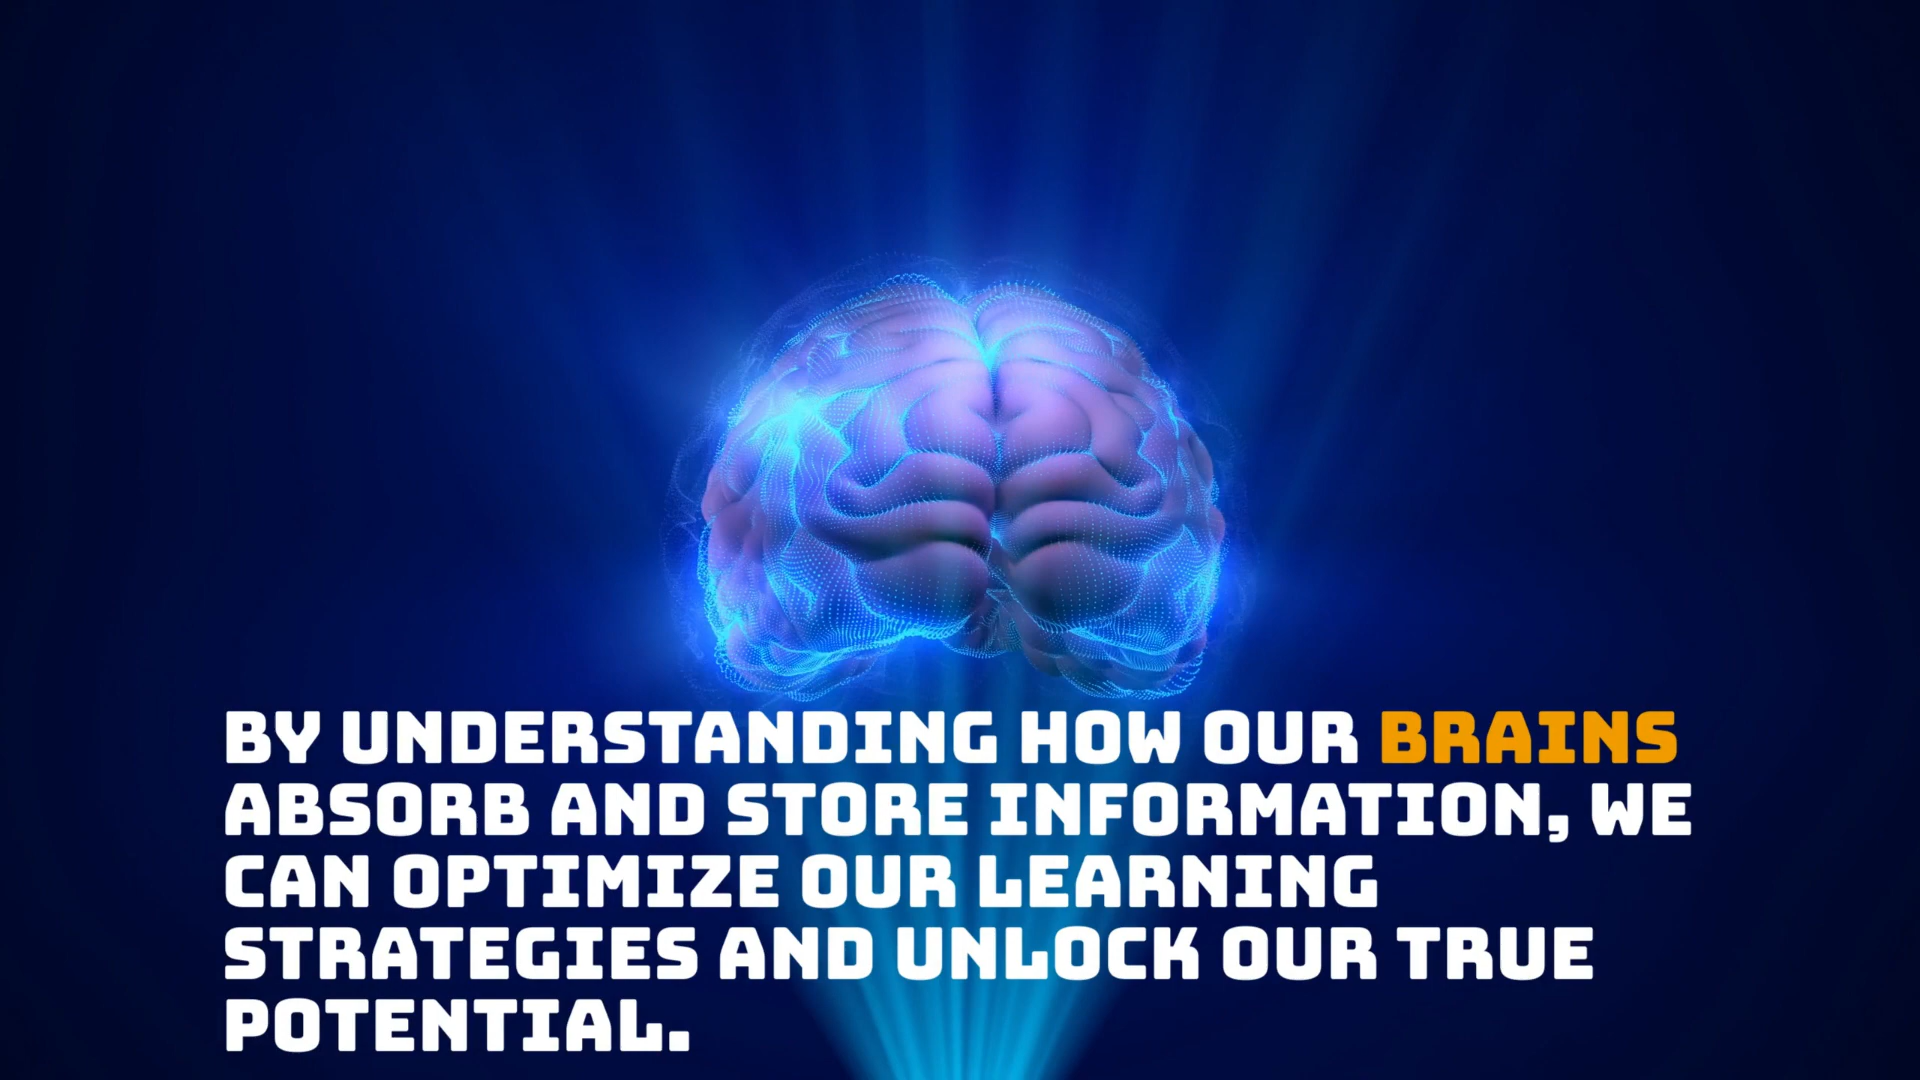 BY UNDERSTANDING HOW OUR BRAINS
ABSORB AND STORE INFORMATION, WE
CAN OPTIMIZE OUR LEARNING
STRATEGIES AND UNLOCK OUR TRUE
POTENTIAL.